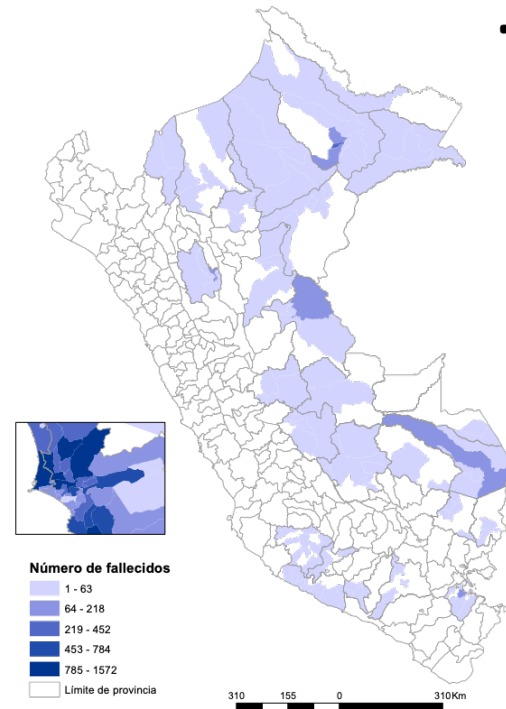 Número de fallecidos
1 - 63
64 - 218
219 - 452
453 - 784
785 - 1572
Límite de provincia
310 155 0 310Km